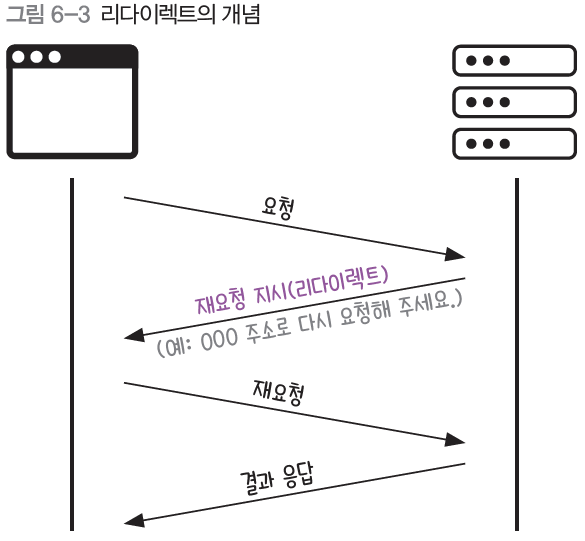 그림 6-3 리다이렉트의 개념
요청
재요청 지시(리다이렉트)
(예: OOO 주소로 다시 요청해 주세요.)
재요청
결과 응답